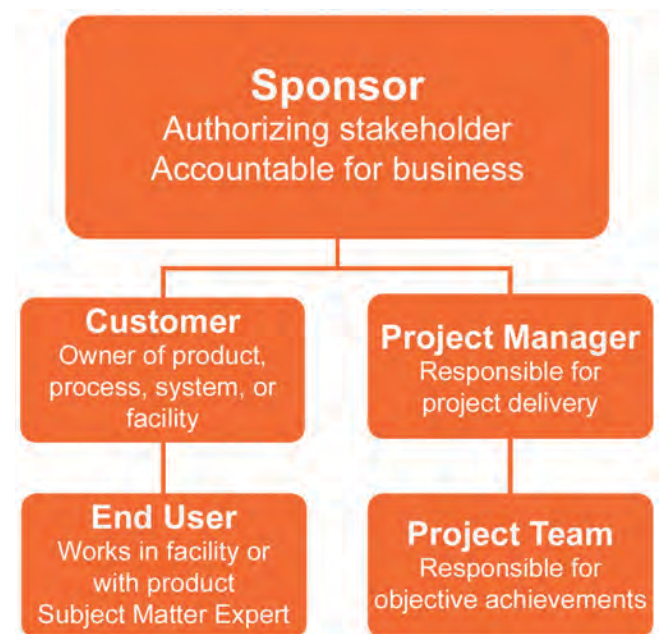 Sponsor
Authorizing stakeholder
Accountable for business
Customer
Owner of product,
process, system, or
facility
Project Manager
Responsible for
project delivery
End User
Works in facility or
with product
Subject Matter Expert
Project Team
Responsible for
objective achievements